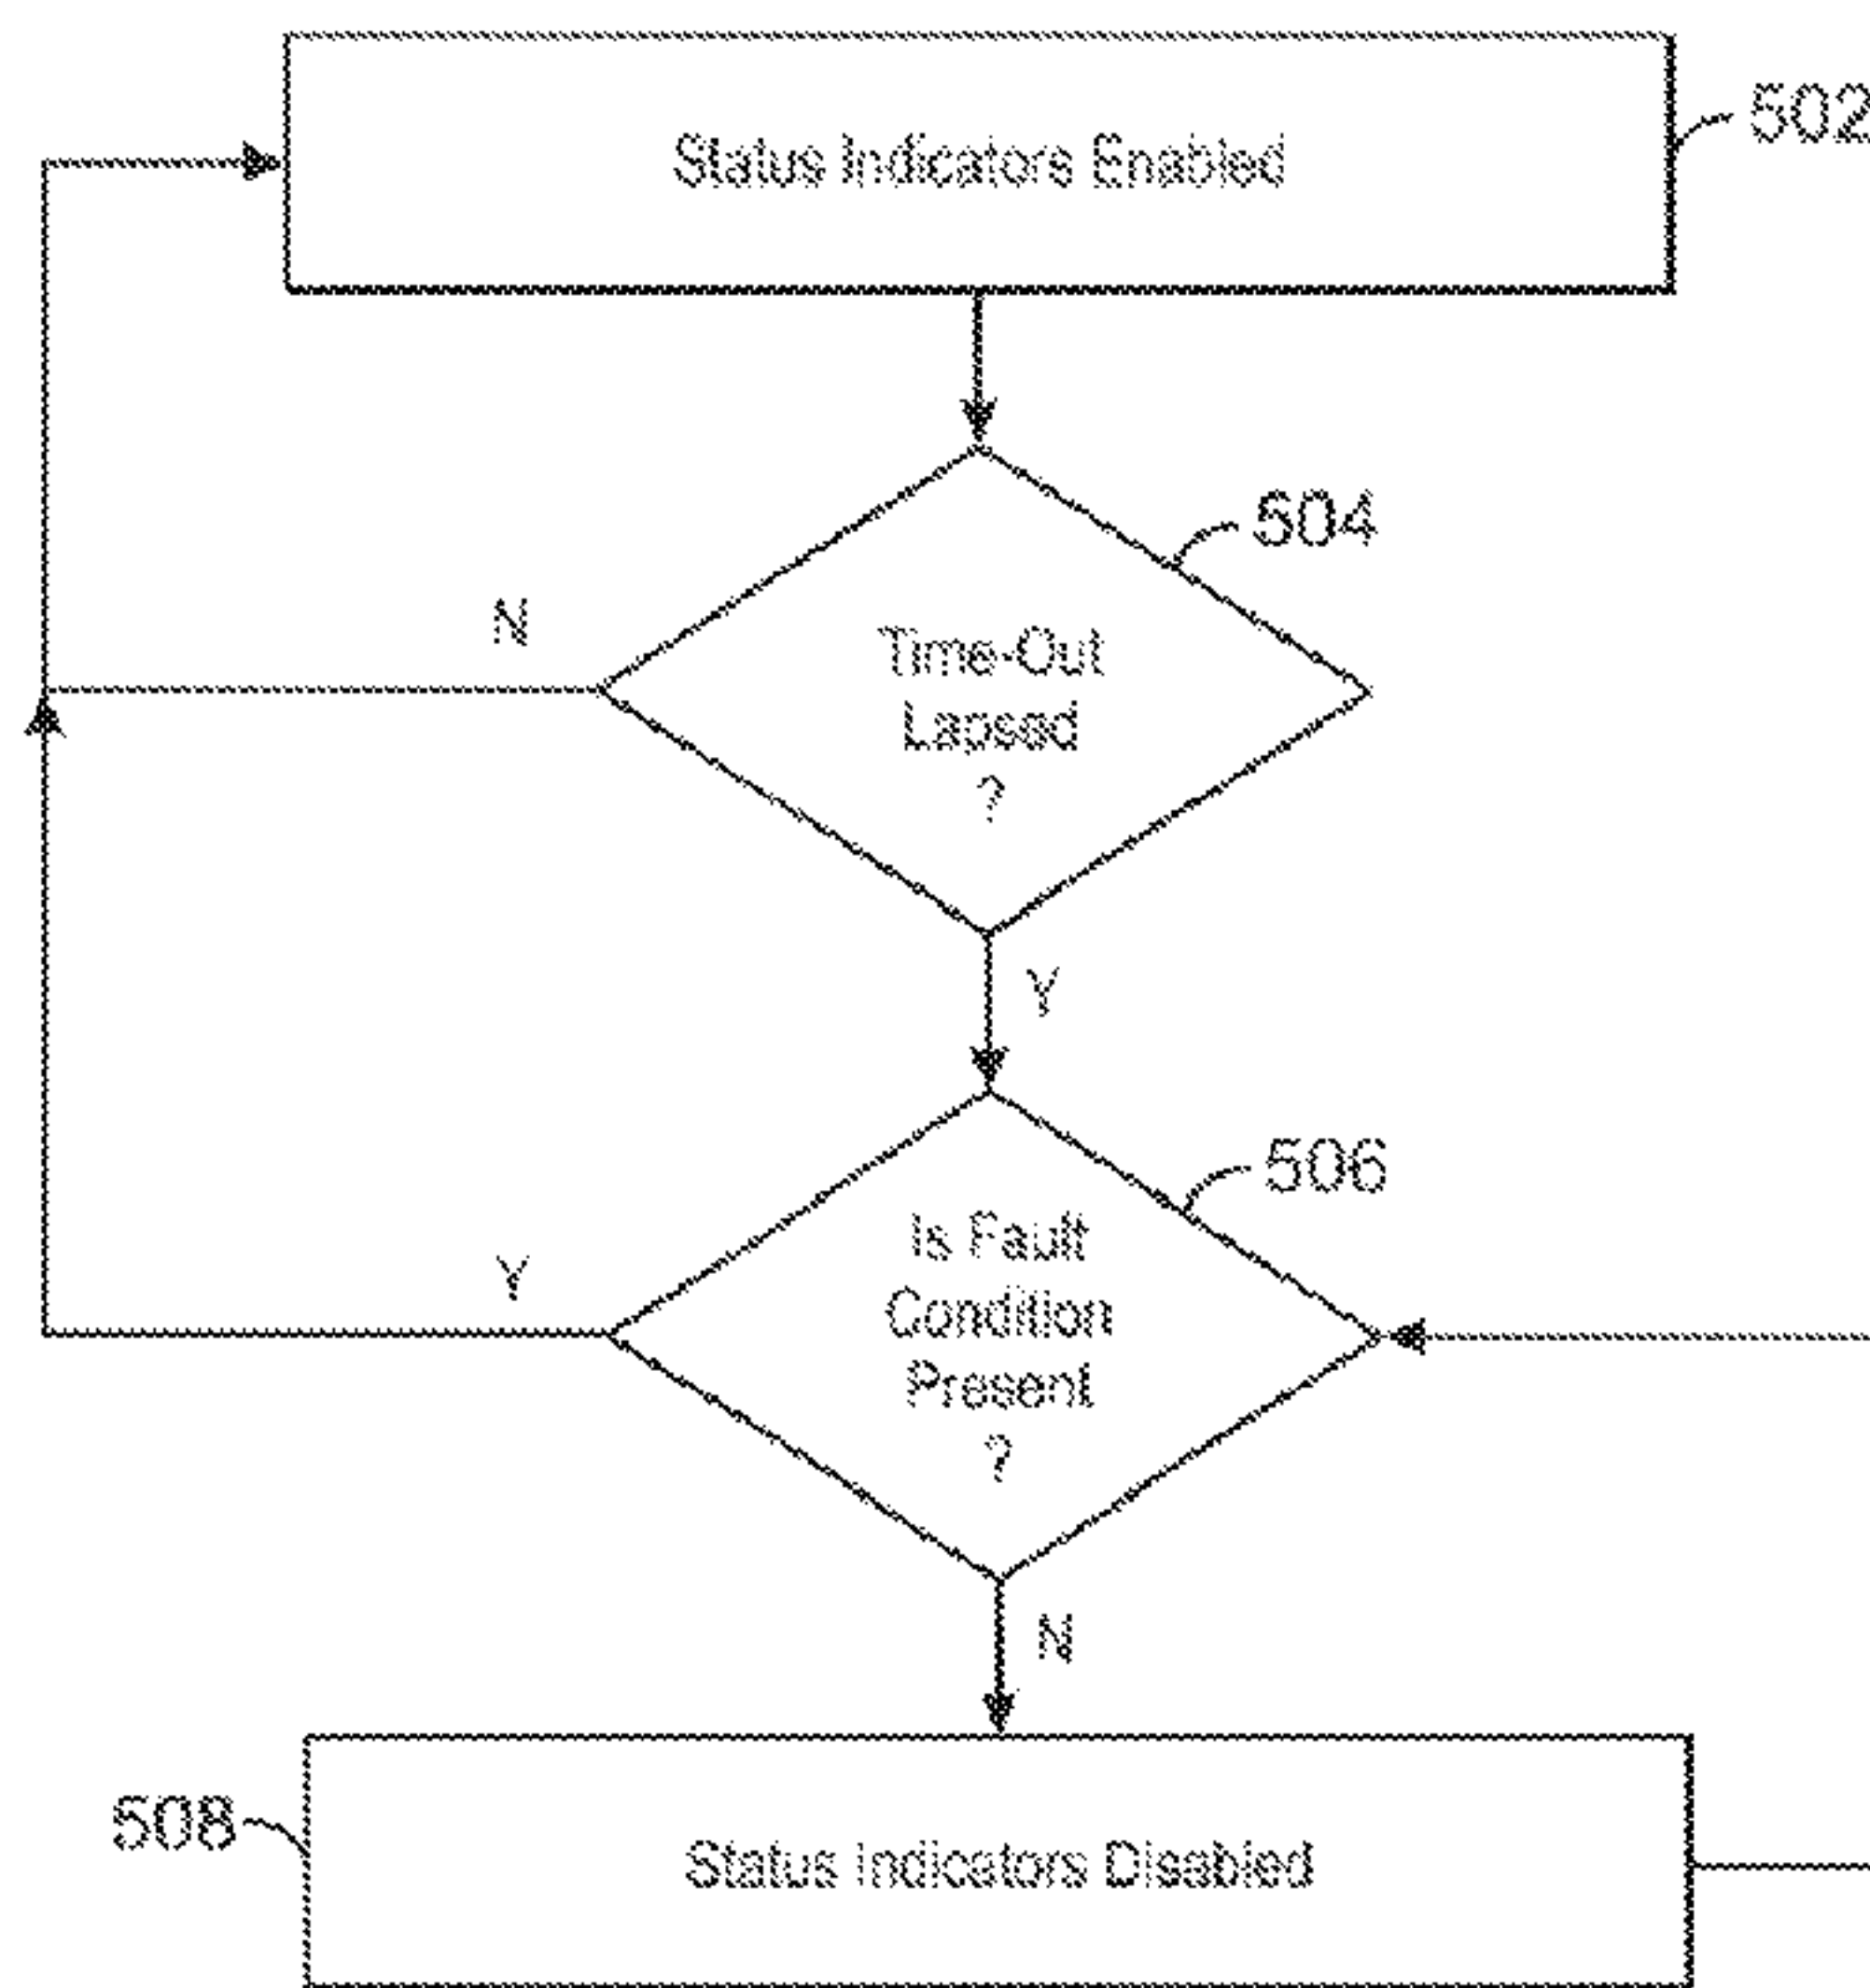 Status Indicators Enabled
502
504
N
Time-Out
Lapsed
?
Y
506
Is Fault
Condition
Present
?
Y
N
508
Status Indicators Disabled